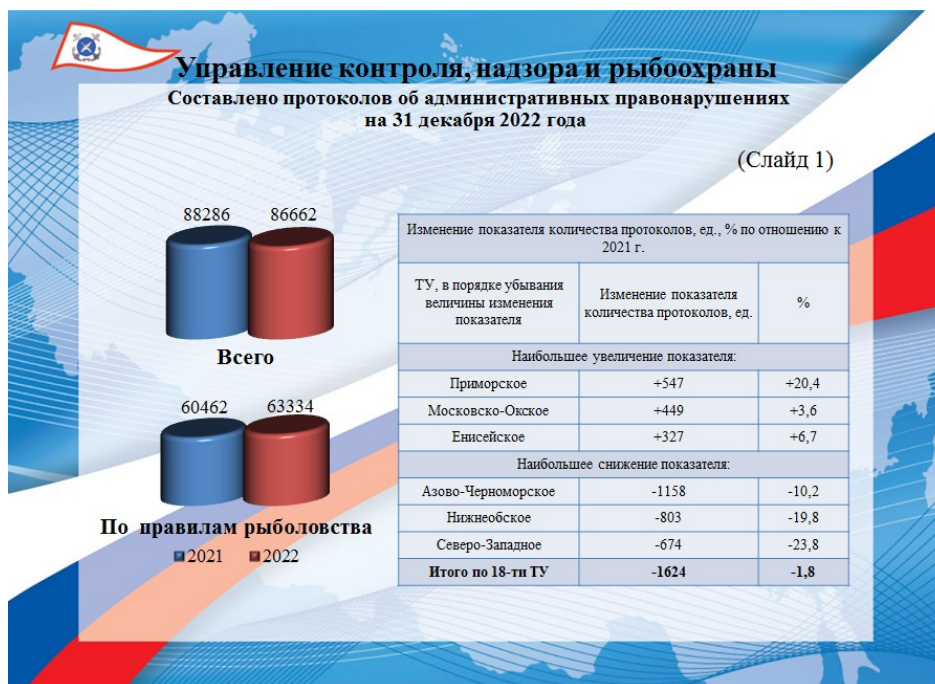 Управление контроля, надзора и рыбоохраны
Составлено протоколов об административных правонарушениях
на 31 декабря 2022 года
(Слайд 1)
88286
86662
Всего
60462
63334
По правилам рыболовства
2021
2022
Изменение показателя количества протоколов, ед., % по отношению к
2021 г.
ТУ, в порядке убывания
величины изменения
показателя
Изменение показателя
количества протоколов, ед.
%
Наибольшее увеличение показателя:
Приморское +547 +20,4
Московско-Окское +449 +3,6
Енисейское +327 +6,7
Наибольшее снижение показателя:
Азово-Черноморское -1158 -10,2
Нижнеобское -803 -19,8
Северо-Западное -674 -23,8
Итого по 18-ти ТУ -1624 -1,8